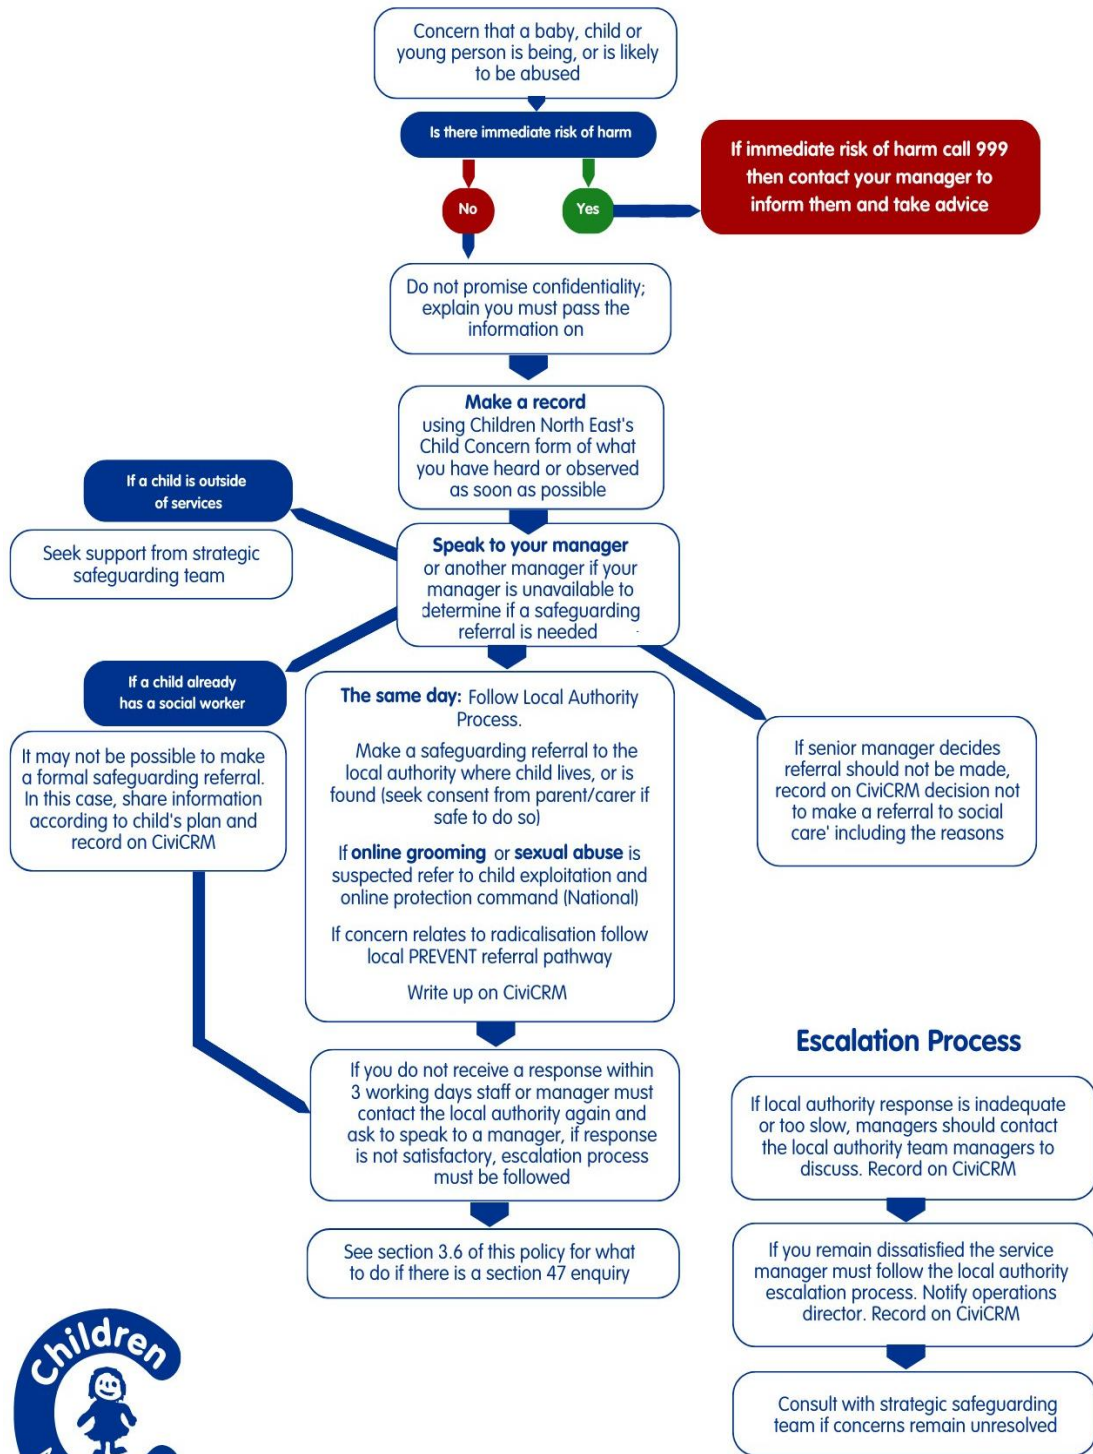 Concern that a baby, child or
young person is being, or is likely
to be abused
Is there immediate risk of harm
If immediate risk of harm call 999
then contact your manager to
inform them and take advice
No
Yes
Do not promise confidentiality;
explain you must pass the
information on
Make a record
using Children North East's
Child Concern form of what
you have heard or observed
as soon as possible
If a child is outside
of services
Seek support from strategic
safeguarding team
Speak to your manager
or another manager if your
manager is unavailable to
determine if a safeguarding
referral is needed
If a child already
has a social worker
It may not be possible to make
a formal safeguarding referral.
In this case, share information
according to child's plan and
record on CiviCRM
The same day: Follow Local Authority
Process.
Make a safeguarding referral to the
local authority where child lives, or is
found (seek consent from parent/carer if
safe to do so)
If online grooming or sexual abuse is
suspected refer to child exploitation and
online protection command (National)
If concern relates to radicalisation follow
local PREVENT referral pathway
Write up on CiviCRM
If senior manager decides
referral should not be made,
record on CiviCRM decision not
to make a referral to social
care' including the reasons
If you do not receive a response within
3 working days staff or manager must
contact the local authority again and
ask to speak to a manager, if response
is not satisfactory, escalation process
must be followed
See section 3.6 of this policy for what
to do if there is a section 47 enquiry
Escalation Process
If local authority response is inadequate
or too slow, managers should contact
the local authority team managers to
discuss. Record on CiviCRM
If you remain dissatisfied the service
manager must follow the local authority
escalation process. Notify operations
director. Record on CiviCRM
Consult with strategic safeguarding
team if concerns remain unresolved
Children